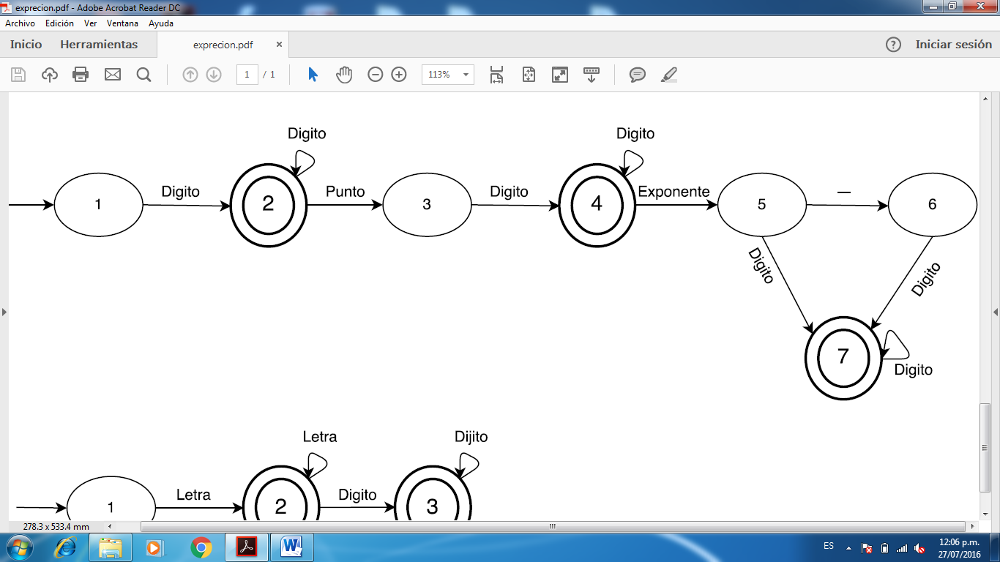 exprecion.pdf - Adobe Acrobat Reader DC
Archivo Edición Ver Ventana Ayuda
Inicio Herramientas exprecion.pdf × ? Iniciar sesión
1 / 1 113%
Digito Digito
Digito Punto Digito Exponente —
1 2 3 4 5 6
Digito Digito
7
Digito
Letra Dijito
Letra Digito
1 2 3
278.3 x 533.4 mm
ES 12:06 p.m.
27/07/2016